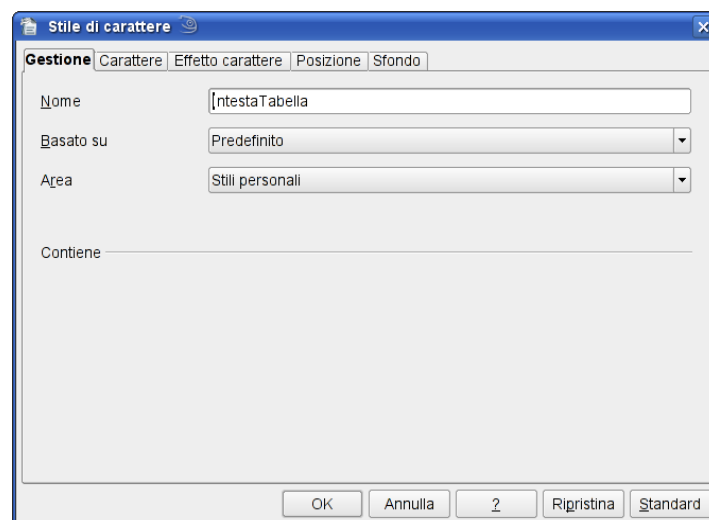 Stile di carattere
Gestione Carattere Effetto carattere Posizione Sfondo
Nome IntestaTabella
Basato su Predefinito
Area Stili personali
Contiene
OK Annulla ? Ripristina Standard